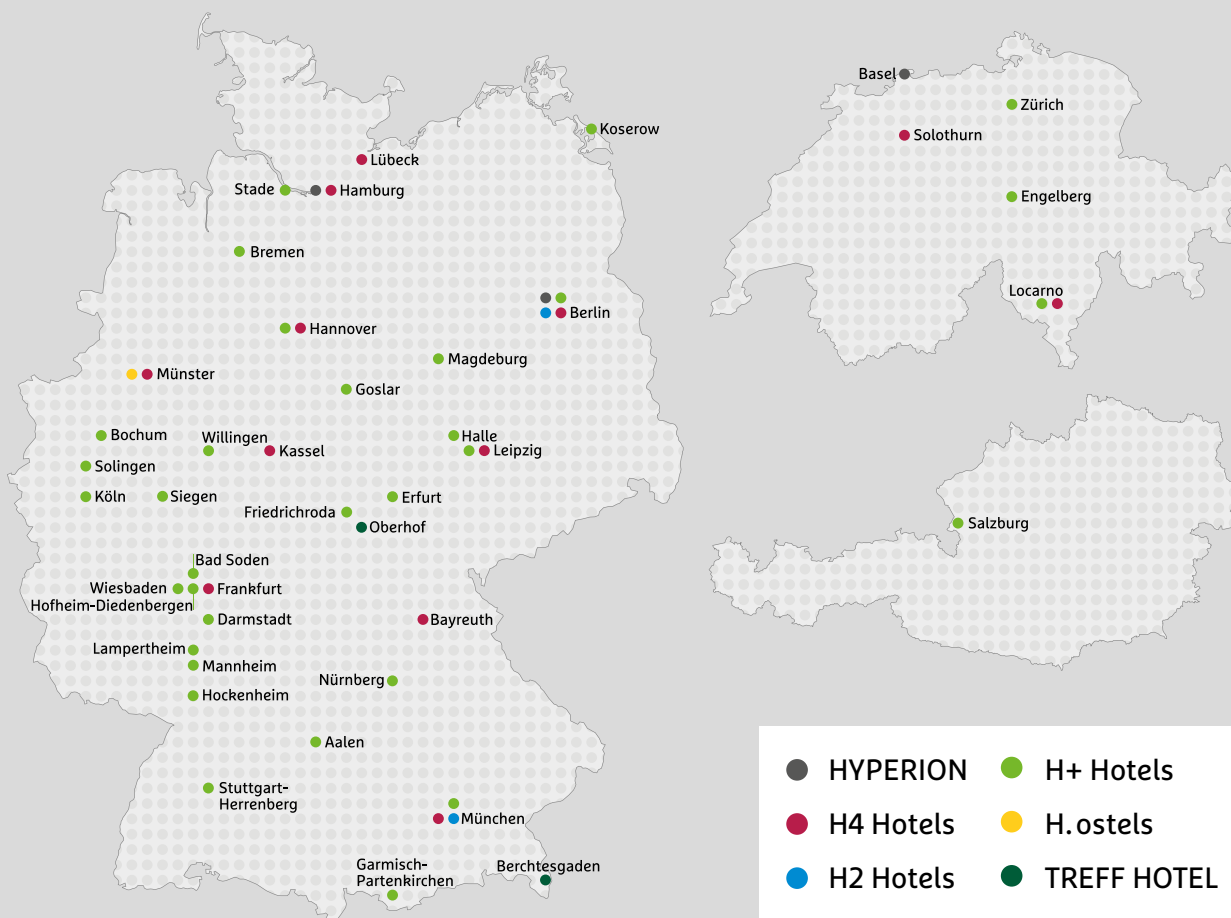 Koserow
Lübeck
Stade
Hamburg
Bremen
Berlin
Hannover
Magdeburg
Münster
Goslar
Bochum
Willingen
Halle
Kassel
Leipzig
Solingen
Köln
Siegen
Erfurt
Friedrichroda
Oberhof
Bad Soden
Wiesbaden
Frankfurt
Hofheim-Diedenbergen
Darmstadt
Bayreuth
Lampertheim
Mannheim
Nürnberg
Hockenheim
Aalen
Stuttgart-
Herrenberg
München
Garmisch-
Partenkirchen
Berchtesgaden
Basel
Zürich
Solothurn
Engelberg
Locarno
Salzburg
HYPERION
H+ Hotels
H4 Hotels
H.ostels
H2 Hotels
TREFF HOTEL